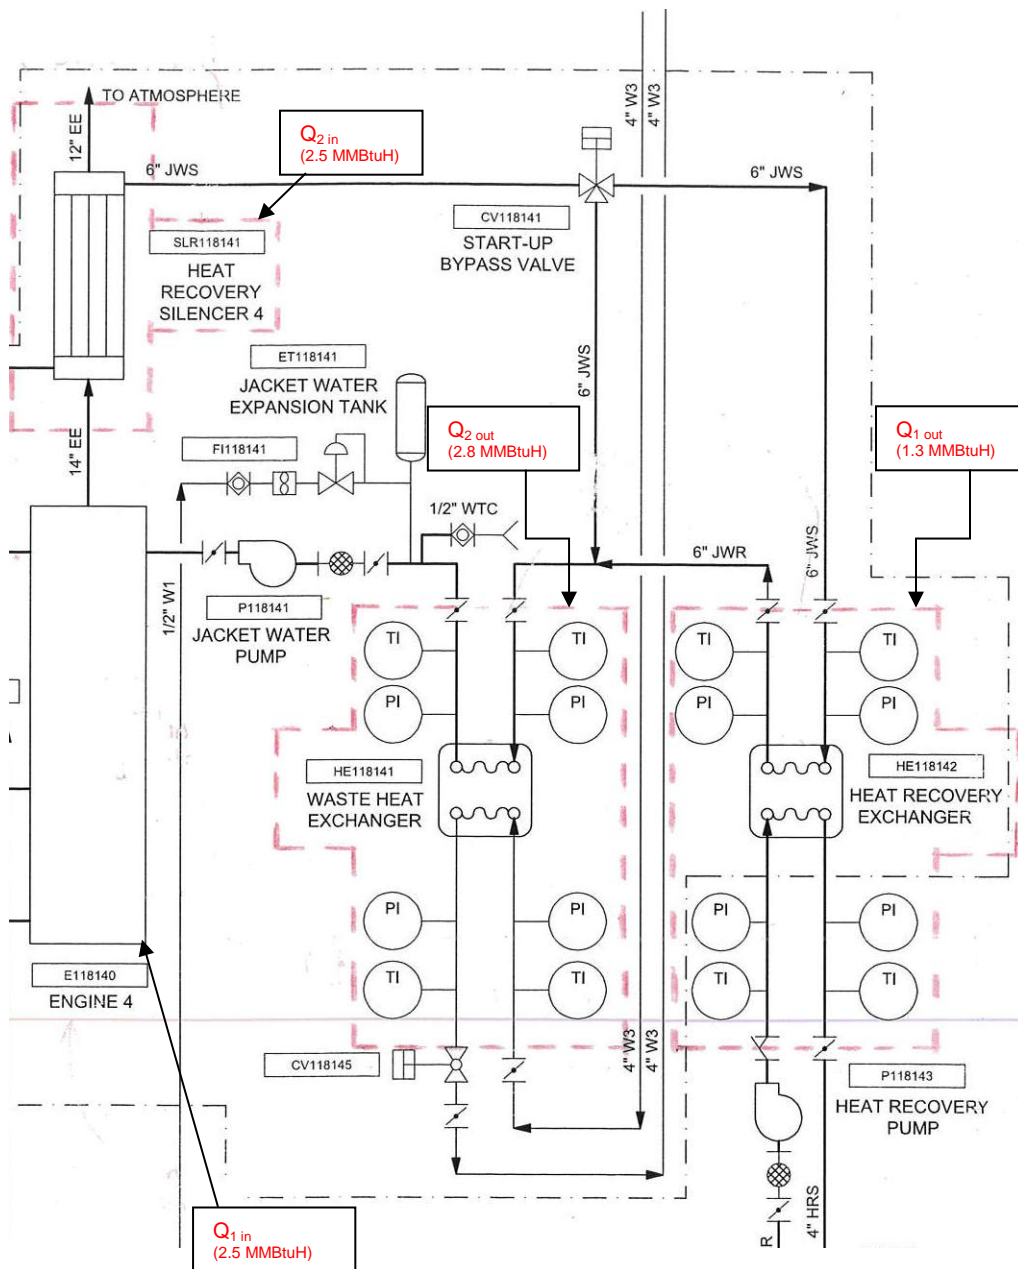 TO ATMOSPHERE
12" EE
6" JWS
Q2 in
(2.5 MMBtuH)
4" W3
4" W3
6" JWS
SLR118141
HEAT
RECOVERY
SILENCER 4
CV118141
START-UP
BYPASS VALVE
14" EE
ET118141
JACKET WATER
EXPANSION TANK
6" JWS
FI118141
Q2 out
(2.8 MMBtuH)
Q1 out
(1.3 MMBtuH)
1/2" WTC
6" JWR
6" JWS
1/2" W1
P118141
JACKET WATER
PUMP
TI
TI
TI
TI
PI
PI
PI
PI
HE118141
WASTE HEAT
EXCHANGER
HE118142
HEAT RECOVERY
EXCHANGER
PI
PI
PI
PI
TI
TI
TI
TI
E118140
ENGINE 4
CV118145
4" W3
4" W3
P118143
HEAT RECOVERY
PUMP
Q1 in
(2.5 MMBtuH)
R
4" HRS